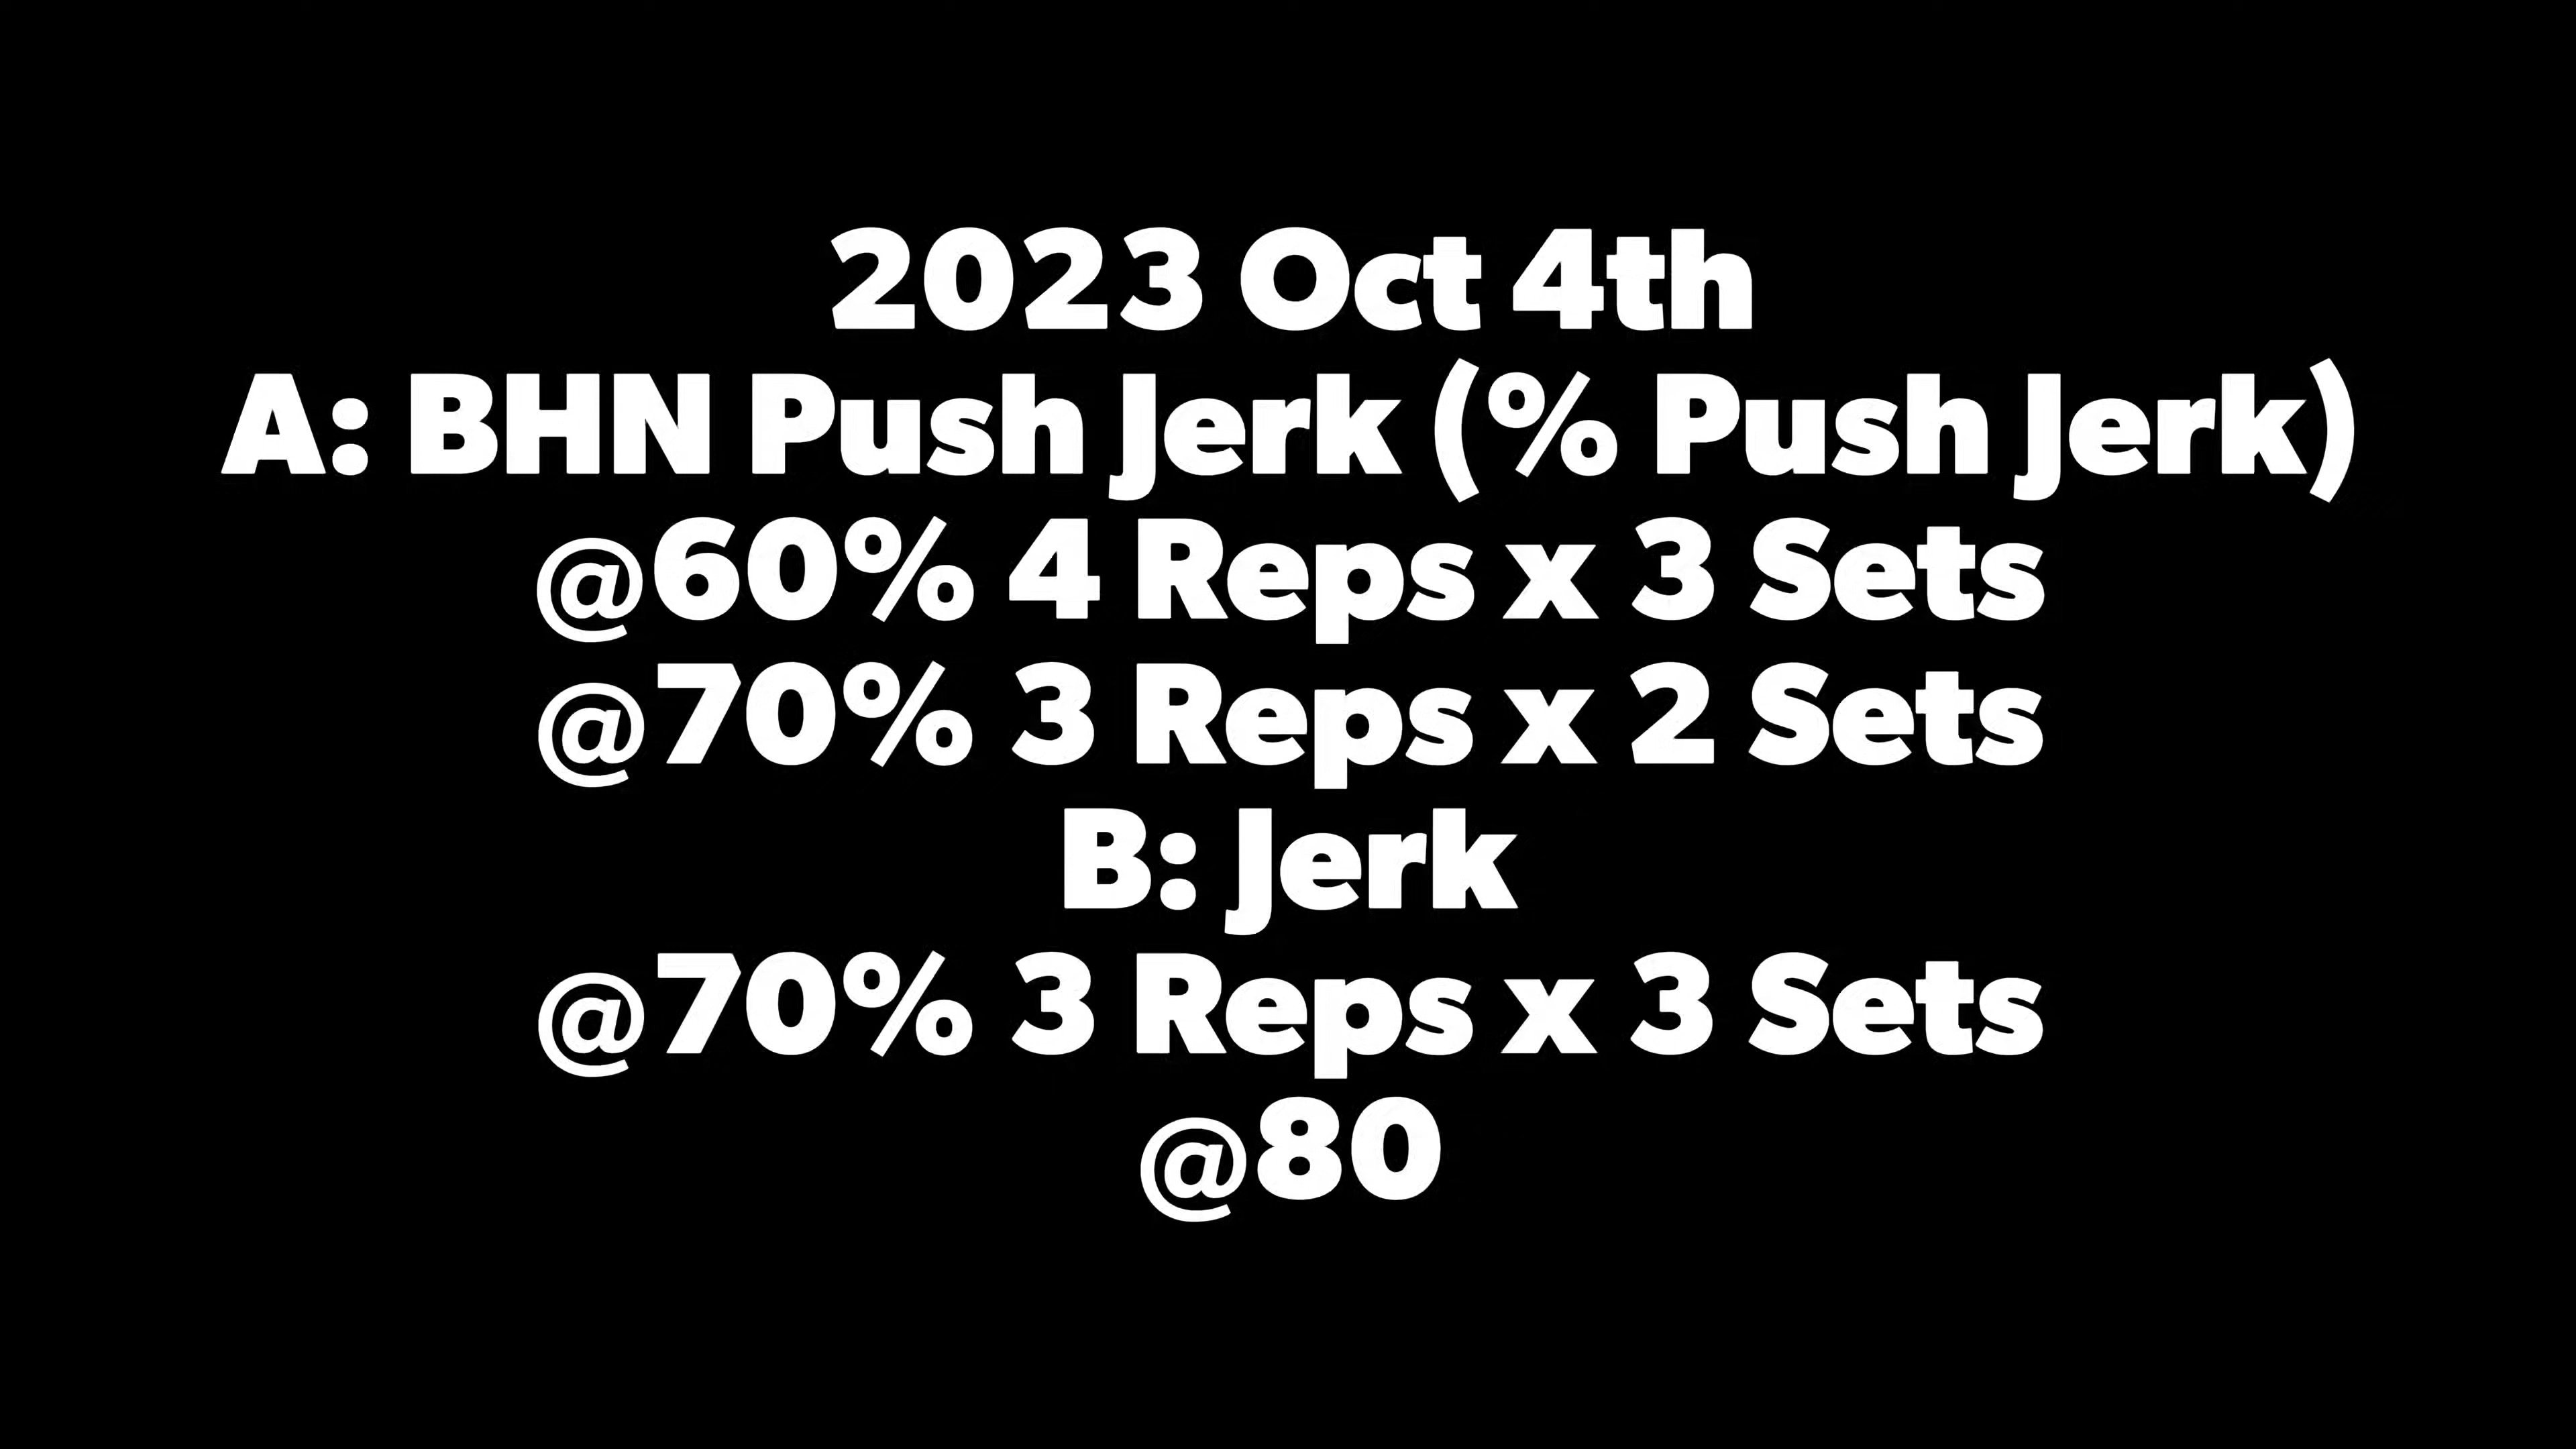 2023 Oct 4th
A: BHN Push Jerk (% Push Jerk)
@60% 4 Reps x 3 Sets
@70% 3 Reps x 2 Sets
B: Jerk
@70% 3 Reps x 3 Sets
@80